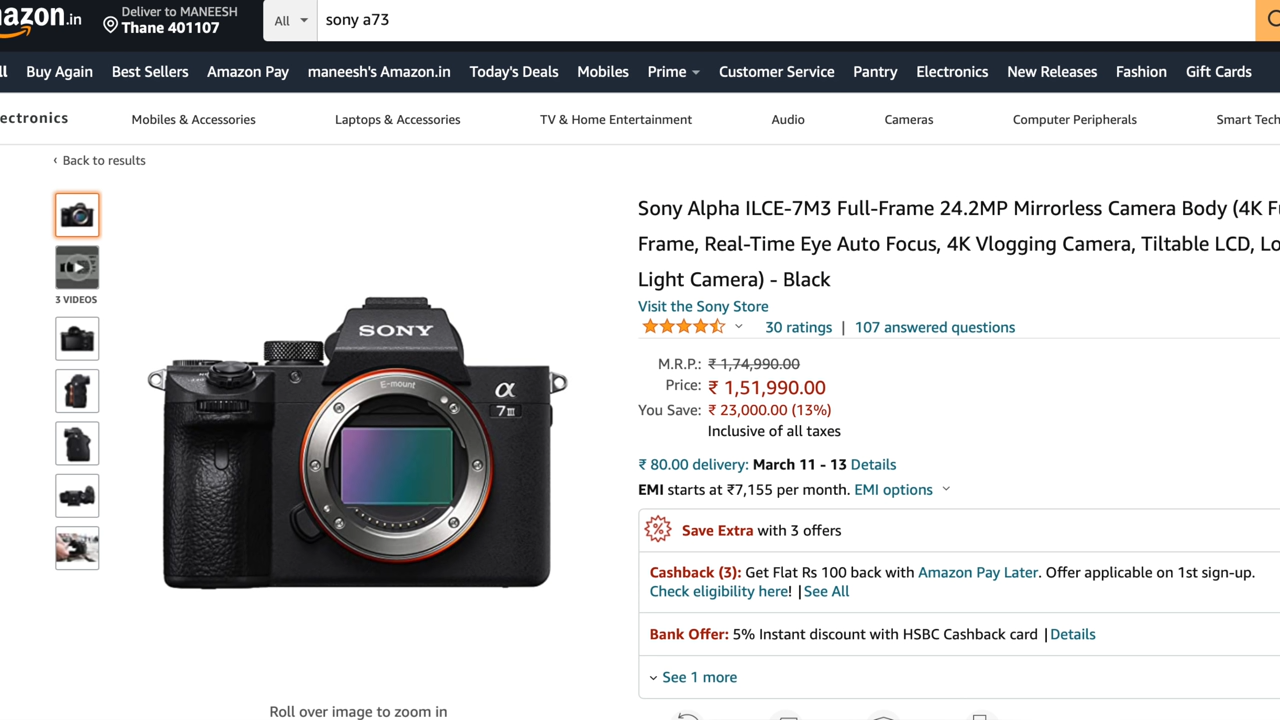 amazon.in
Deliver to MANEESH
Thane 401107
All
sony a73
ll Buy Again Best Sellers Amazon Pay maneesh's Amazon.in Today's Deals Mobiles Prime Customer Service Pantry Electronics New Releases Fashion Gift Cards
ectronics Mobiles & Accessories Laptops & Accessories TV & Home Entertainment Audio Cameras Computer Peripherals Smart Tech
‹ Back to results
3 VIDEOS
SONY
E-mount
α
7III
Roll over image to zoom in
Sony Alpha ILCE-7M3 Full-Frame 24.2MP Mirrorless Camera Body (4K Fu
Frame, Real-Time Eye Auto Focus, 4K Vlogging Camera, Tiltable LCD, Lo
Light Camera) - Black
Visit the Sony Store
30 ratings | 107 answered questions
M.R.P.: ₹ 1,74,990.00
Price: ₹ 1,51,990.00
You Save: ₹ 23,000.00 (13%)
Inclusive of all taxes
₹ 80.00 delivery: March 11 - 13 Details
EMI starts at ₹7,155 per month. EMI options
Save Extra with 3 offers
Cashback (3): Get Flat Rs 100 back with Amazon Pay Later. Offer applicable on 1st sign-up.
Check eligibility here! | See All
Bank Offer: 5% Instant discount with HSBC Cashback card | Details
See 1 more